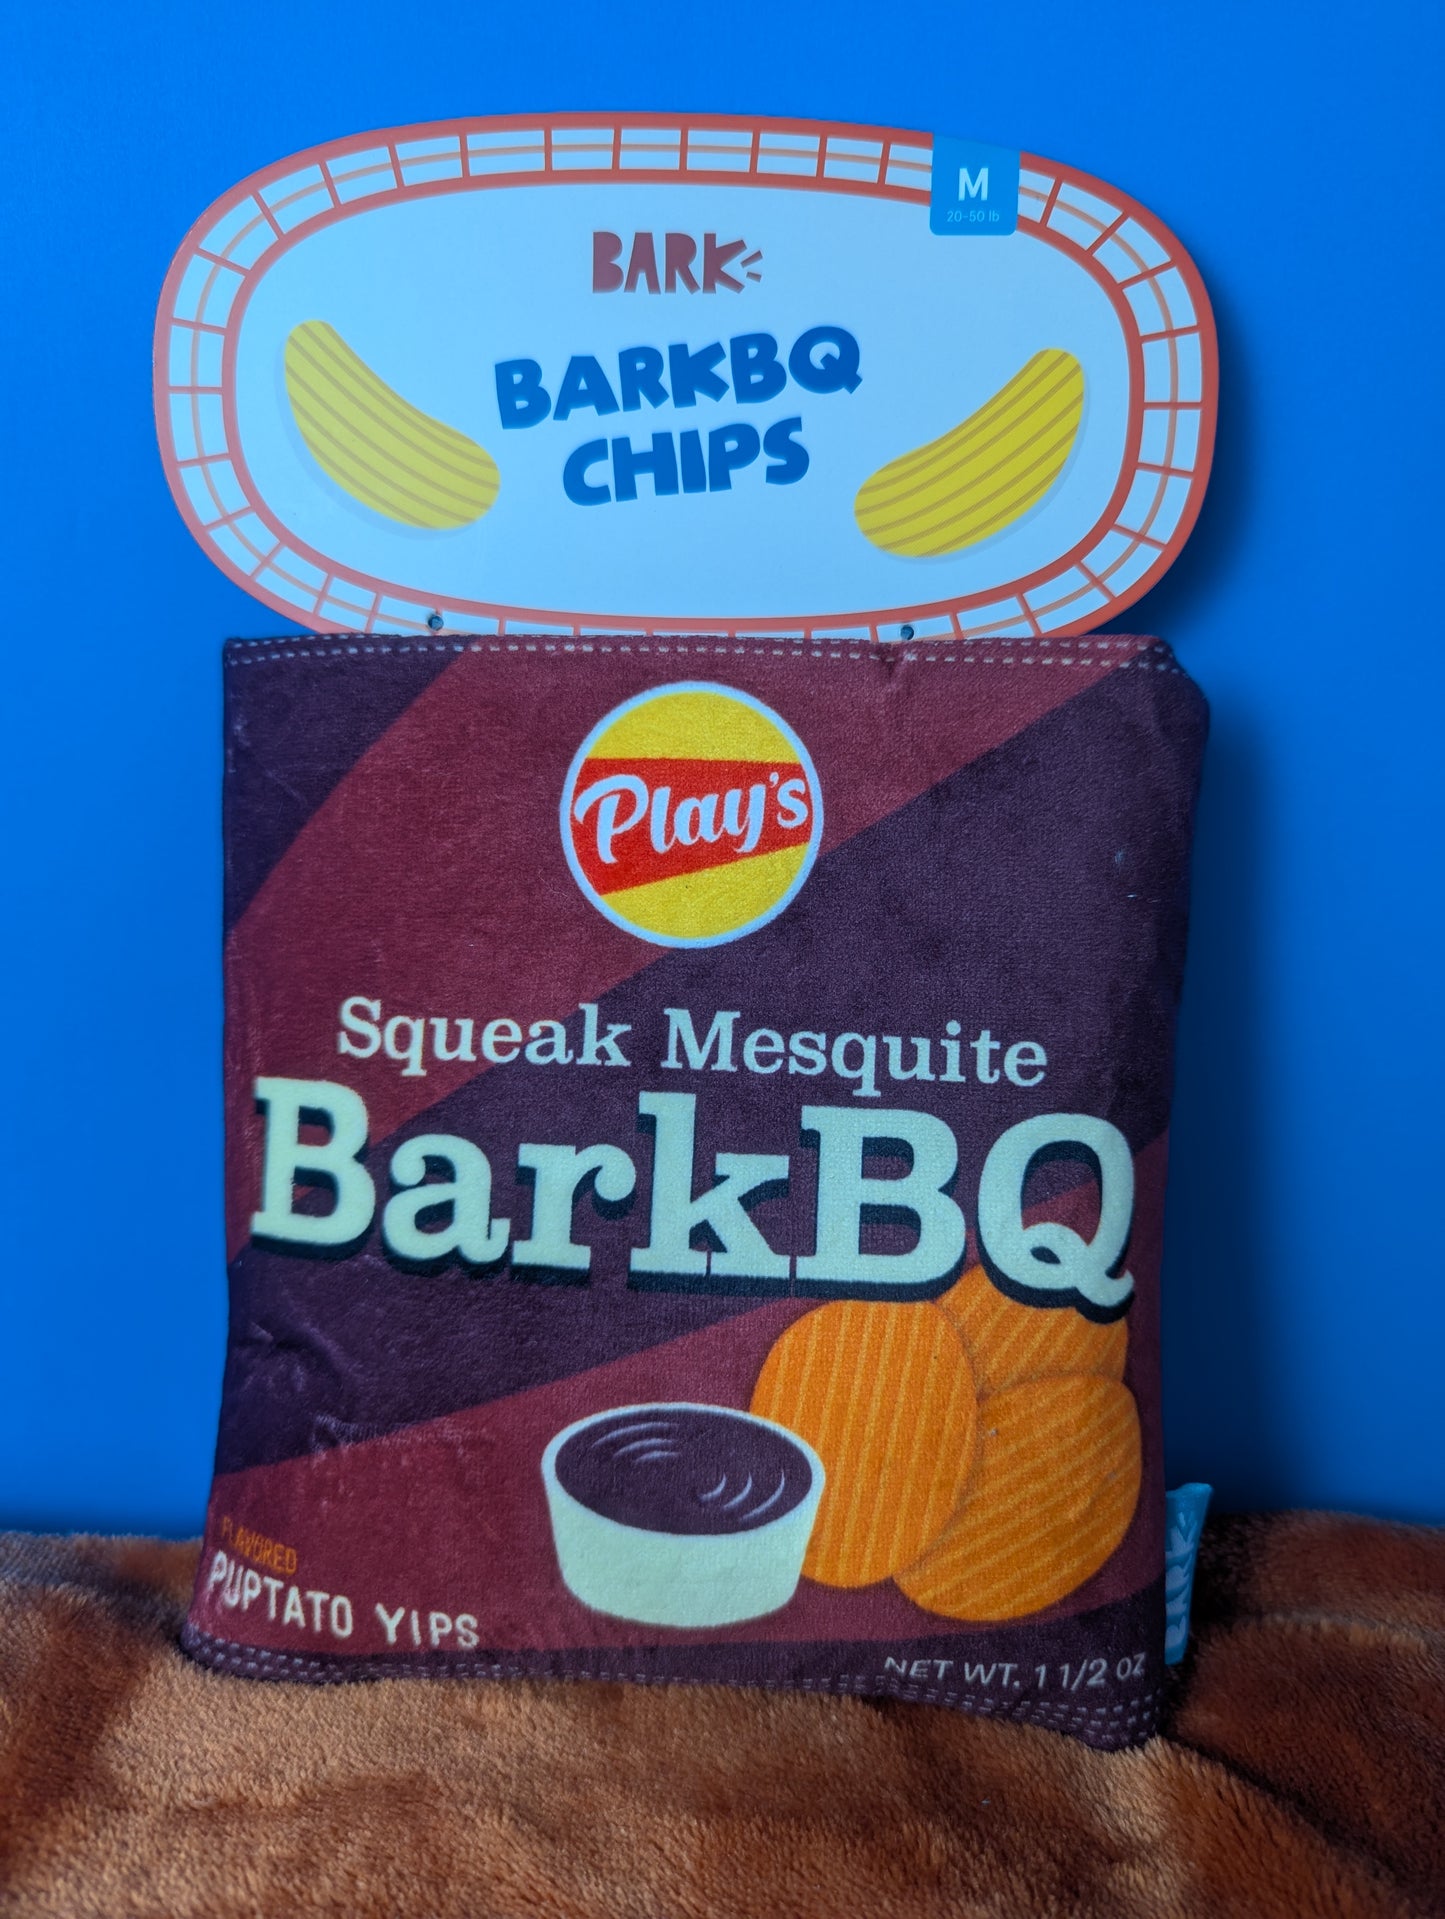 M
20-50 lb
BARK
BARKBQ
CHIPS
Play's
Squeak Mesquite
BarkBQ
FLAVORED
PUPTATO YIPS
NET WT. 1 1/2 OZ
BARK